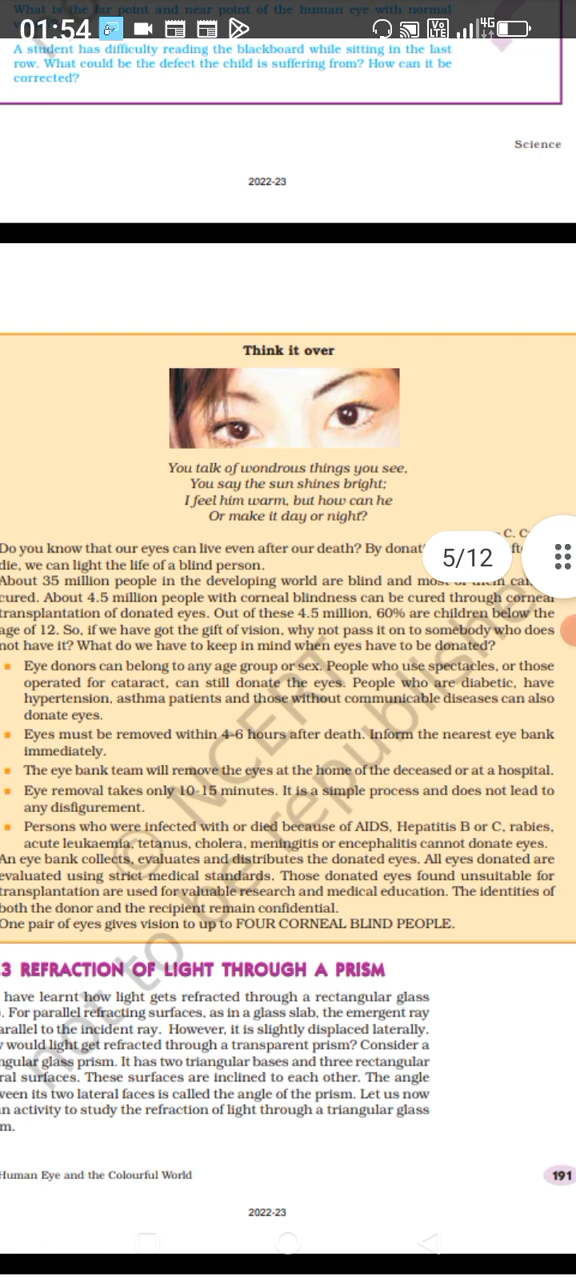 What is the far point and near point of the human eye with normal
01:54
4G
A student has difficulty reading the blackboard while sitting in the last
row. What could be the defect the child is suffering from? How can it be
corrected?
Science
2022-23
Think it over
You talk of wondrous things you see,
You say the sun shines bright;
I feel him warm, but how can he
Or make it day or night?
C. C
Do you know that our eyes can live even after our death? By donat
die, we can light the life of a blind person.
5/12
About 35 million people in the developing world are blind and most of them can
cured. About 4.5 million people with corneal blindness can be cured through corneal
transplantation of donated eyes. Out of these 4.5 million, 60% are children below the
age of 12. So, if we have got the gift of vision, why not pass it on to somebody who does
not have it? What do we have to keep in mind when eyes have to be donated?
Eye donors can belong to any age group or sex. People who use spectacles, or those
operated for cataract, can still donate the eyes. People who are diabetic, have
hypertension, asthma patients and those without communicable diseases can also
donate eyes.
Eyes must be removed within 4-6 hours after death. Inform the nearest eye bank
immediately.
The eye bank team will remove the eyes at the home of the deceased or at a hospital.
Eye removal takes only 10-15 minutes. It is a simple process and does not lead to
any disfigurement.
Persons who were infected with or died because of AIDS, Hepatitis B or C, rabies,
acute leukaemia, tetanus, cholera, meningitis or encephalitis cannot donate eyes.
An eye bank collects, evaluates and distributes the donated eyes. All eyes donated are
evaluated using strict medical standards. Those donated eyes found unsuitable for
transplantation are used for valuable research and medical education. The identities of
both the donor and the recipient remain confidential.
One pair of eyes gives vision to up to FOUR CORNEAL BLIND PEOPLE.
.3 REFRACTION OF LIGHT THROUGH A PRISM
have learnt how light gets refracted through a rectangular glass
. For parallel refracting surfaces, as in a glass slab, the emergent ray
arallel to the incident ray. However, it is slightly displaced laterally.
would light get refracted through a transparent prism? Consider a
ngular glass prism. It has two triangular bases and three rectangular
ral surfaces. These surfaces are inclined to each other. The angle
ween its two lateral faces is called the angle of the prism. Let us now
an activity to study the refraction of light through a triangular glass
m.
Human Eye and the Colourful World
191
2022-23
© NCERT
not to be republishe